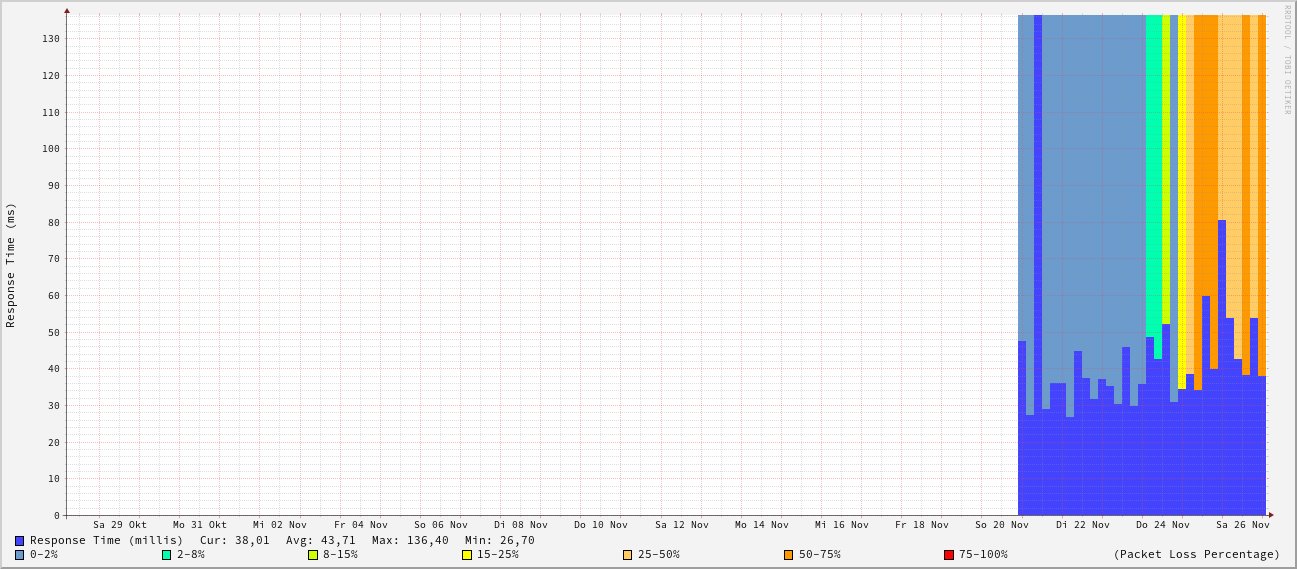 RRDTOOL / TOBI OETIKER
Response Time (ms)
130
120
110
100
90
80
70
60
50
40
30
20
10
0
Sa 29 Okt Mo 31 Okt Mi 02 Nov Fr 04 Nov So 06 Nov Di 08 Nov Do 10 Nov Sa 12 Nov Mo 14 Nov Mi 16 Nov Fr 18 Nov So 20 Nov Di 22 Nov Do 24 Nov Sa 26 Nov
Response Time (millis) Cur: 38,01 Avg: 43,71 Max: 136,40 Min: 26,70
0-2% 2-8% 8-15% 15-25% 25-50% 50-75% 75-100% (Packet Loss Percentage)